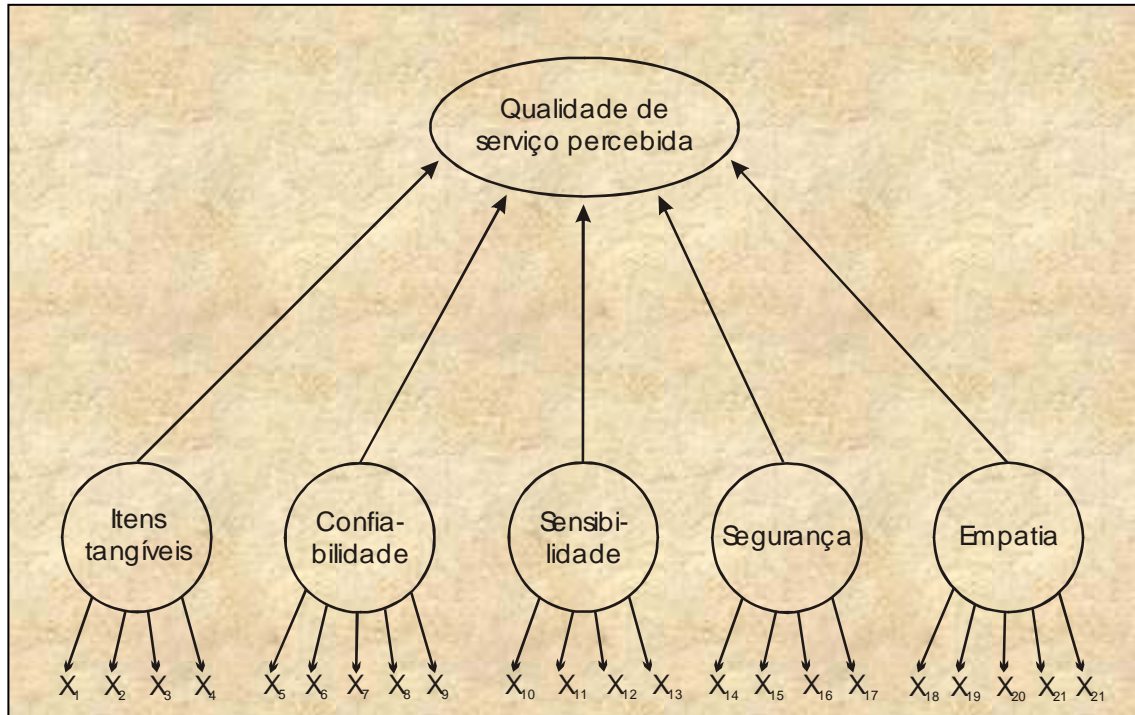 Qualidade de
serviço percebida
Itens
tangíveis
Confia-
bilidade
Sensibi-
lidade
Segurança
Empatia
X₁ X₂ X₃ X₄ X₅ X₆ X₇ X₈ X₉ X₁₀ X₁₁ X₁₂ X₁₃ X₁₄ X₁₅ X₁₆ X₁₇ X₁₈ X₁₉ X₂₀ X₂₁ X₂₁